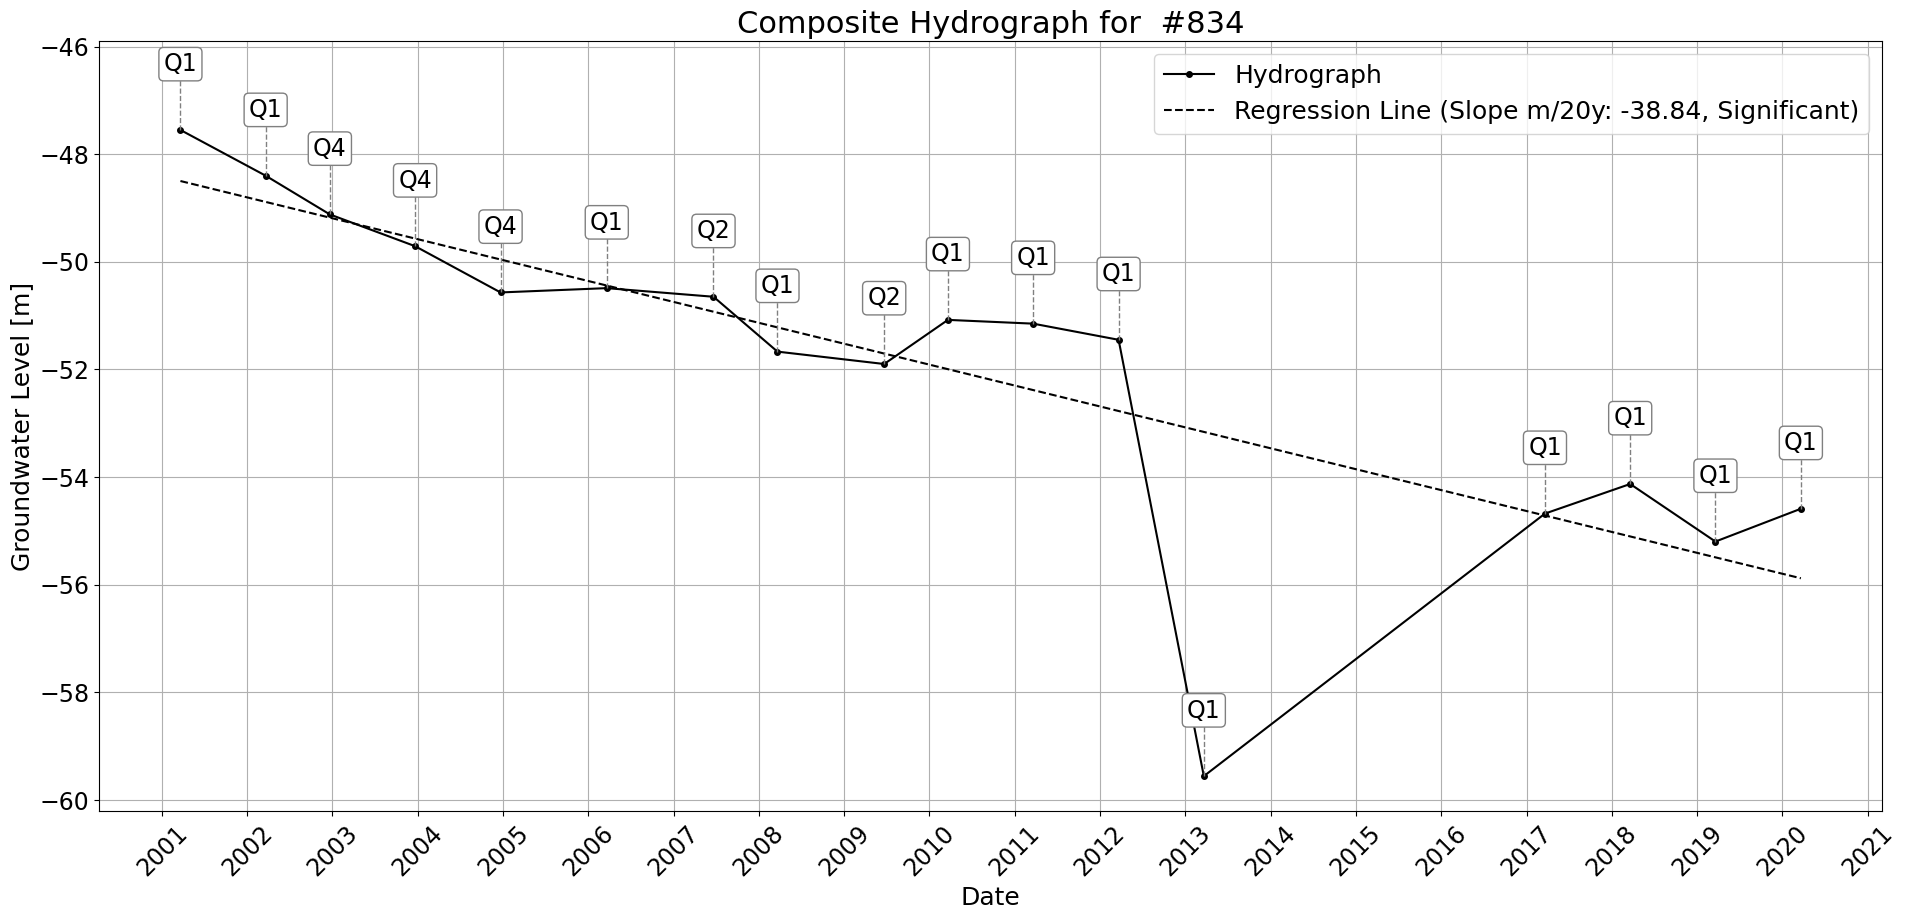 Composite Hydrograph for  #834
Hydrograph
Regression Line (Slope m/20y: -38.84, Significant)
Groundwater Level [m]
−46
−48
−50
−52
−54
−56
−58
−60
Q1
Q1
Q4
Q4
Q4
Q1
Q2
Q1
Q2
Q1
Q1
Q1
Q1
Q1
Q1
Q1
Q1
2001
2002
2003
2004
2005
2006
2007
2008
2009
2010
2011
2012
2013
2014
2015
2016
2017
2018
2019
2020
2021
Date